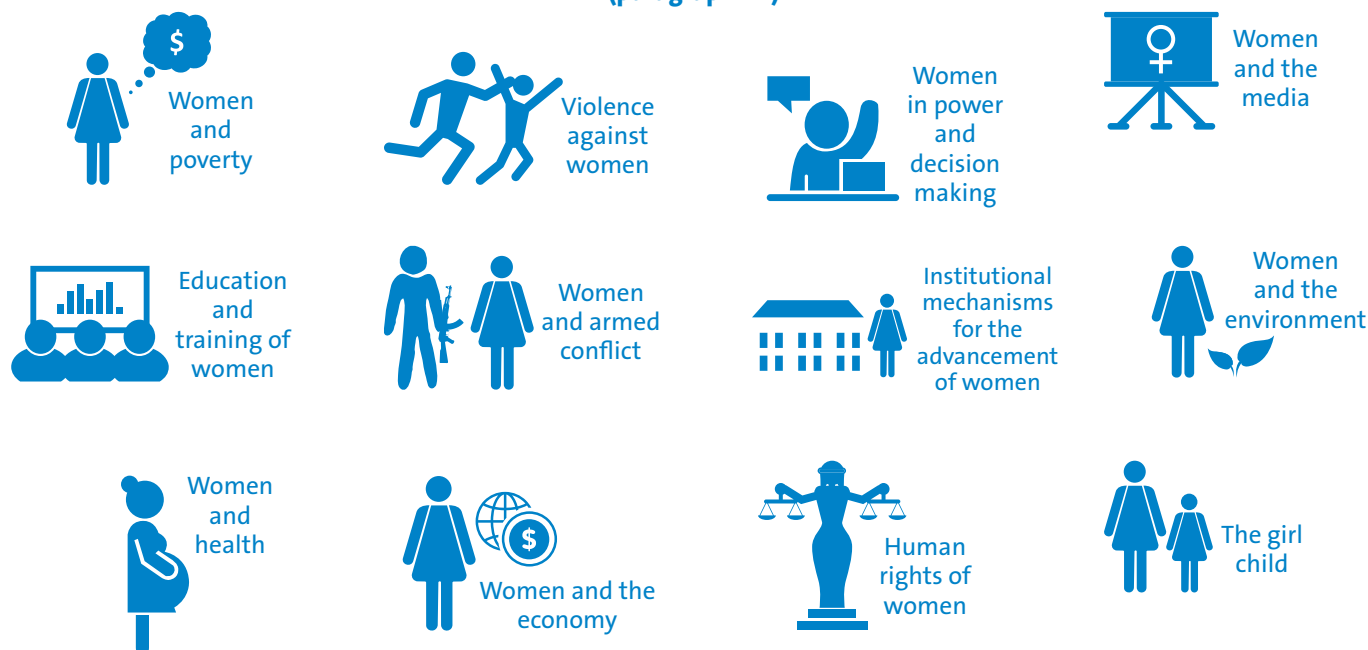 $
Women
and
poverty
Violence
against
women
Women
in power
and
decision
making
Women
and the
media
Education
and
training of
women
Women
and armed
conflict
Institutional
mechanisms
for the
advancement
of women
Women
and the
environment
Women
and
health
$
Women and the
economy
Human
rights of
women
The girl
child